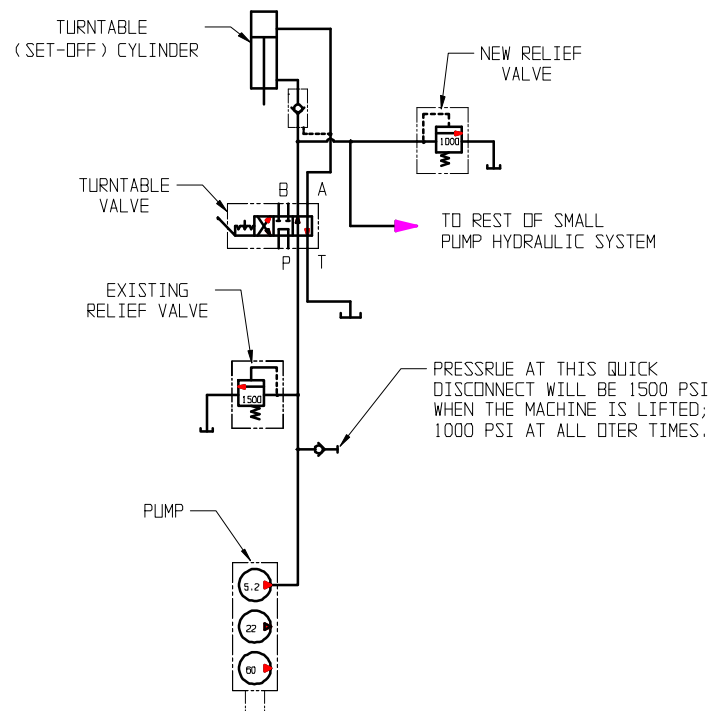 TURNTABLE
(SET-OFF) CYLINDER
NEW RELIEF
VALVE
1000
B
A
TURNTABLE
VALVE
P
T
TO REST OF SMALL
PUMP HYDRAULIC SYSTEM
EXISTING
RELIEF VALVE
1500
PRESSRUE AT THIS QUICK
DISCONNECT WILL BE 1500 PSI
WHEN THE MACHINE IS LIFTED;
1000 PSI AT ALL OTER TIMES.
PUMP
5.2
22
60